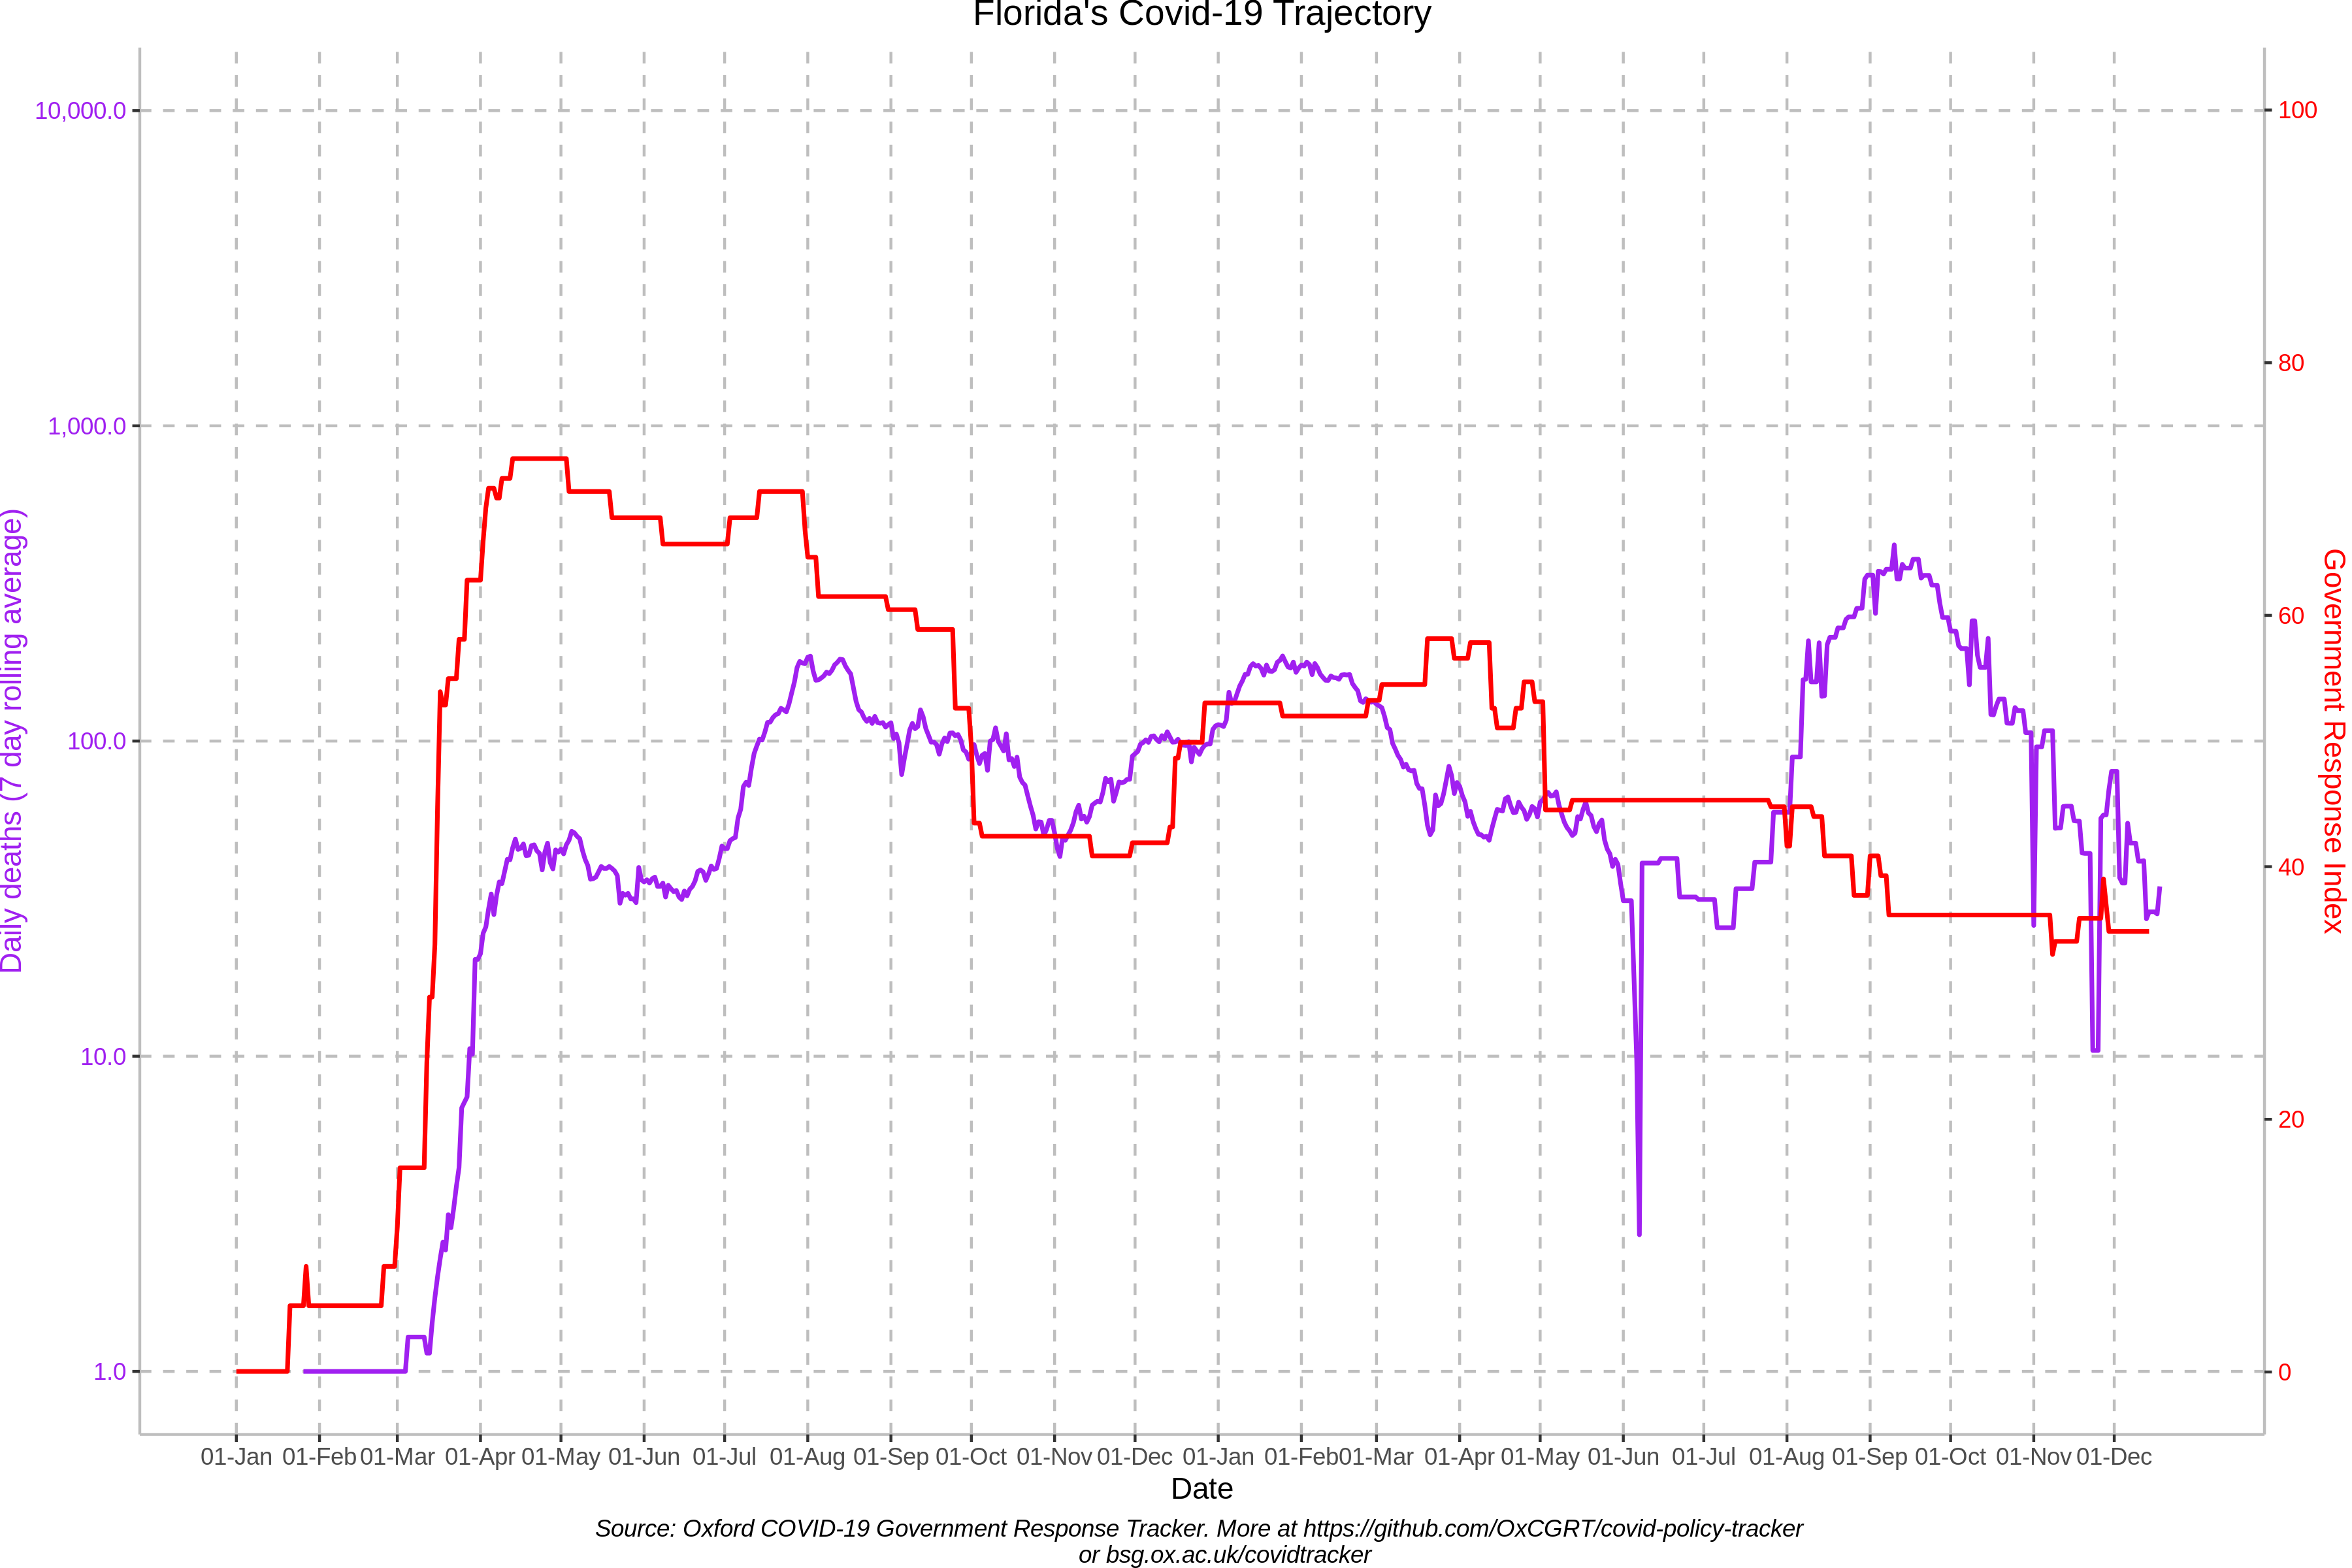 Florida's Covid-19 Trajectory
10,000.0
1,000.0
100.0
10.0
1.0
Daily deaths (7 day rolling average)
100
80
60
40
20
0
Government Response Index
01-Jan 01-Feb 01-Mar 01-Apr 01-May 01-Jun 01-Jul 01-Aug 01-Sep 01-Oct 01-Nov 01-Dec 01-Jan 01-Feb 01-Mar 01-Apr 01-May 01-Jun 01-Jul 01-Aug 01-Sep 01-Oct 01-Nov 01-Dec
Date
Source: Oxford COVID-19 Government Response Tracker. More at https://github.com/OxCGRT/covid-policy-tracker
or bsg.ox.ac.uk/covidtracker